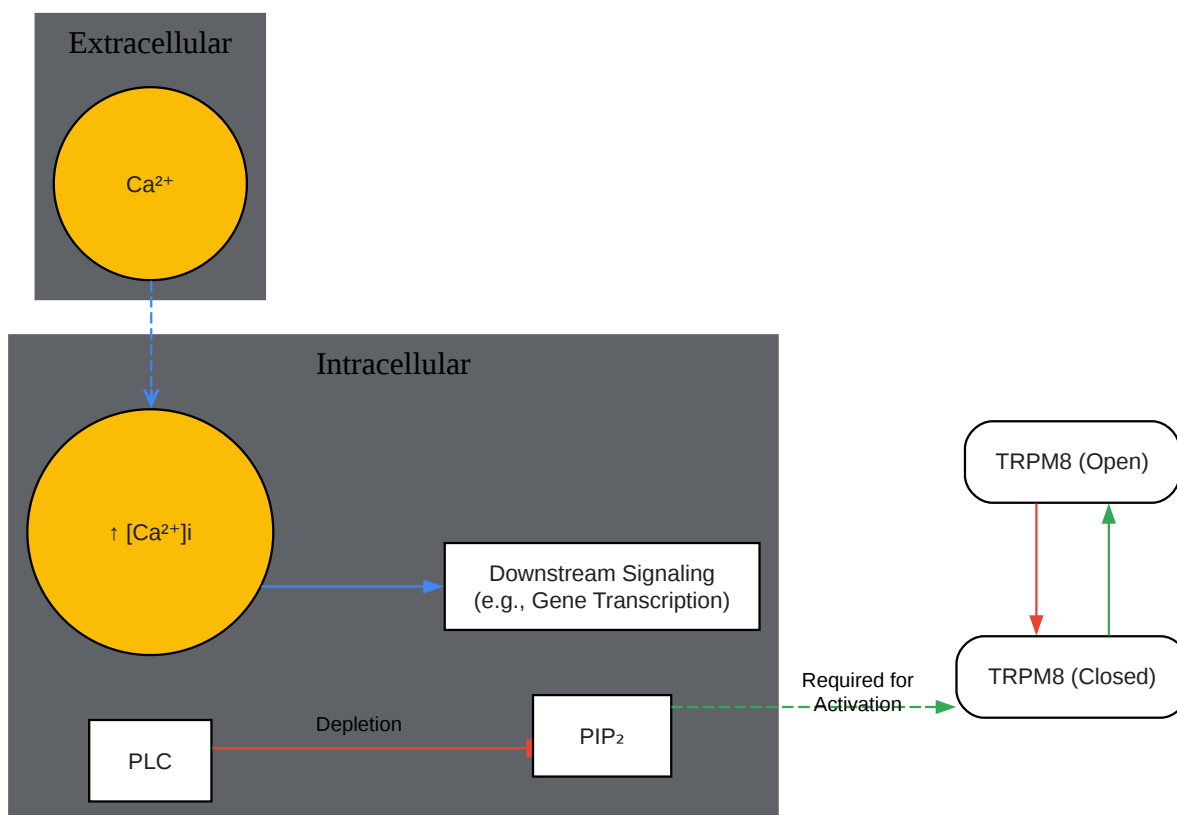 Extracellular
Ca²⁺
Intracellular
↑ [Ca²⁺]i
Downstream Signaling
(e.g., Gene Transcription)
TRPM8 (Open)
TRPM8 (Closed)
Required for
Activation
Depletion
PLC
PIP₂